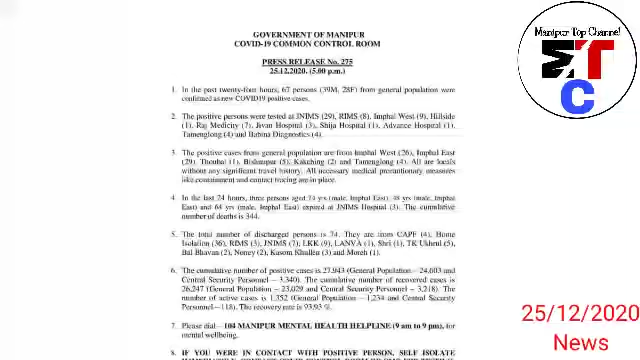 GOVERNMENT OF MANIPUR
COVID-19 COMMON CONTROL ROOM
PRESS RELEASE No. 275
25.12.2020, (5.00 p.m.)
1. In the past twenty-four hours, 67 persons (39M, 28F) from general population were
confirmed as new COVID19 positive cases.
2. The positive persons were tested at JNIMS (29), RIMS (8), Imphal West (9), Hillside
(1), Raj Medicity (7), Jivan Hospital (3), Shija Hospital (1), Advance Hospital (1),
Tamenglong (4) and Babina Diagnostics (4).
3. The positive cases from general population are from Imphal West (26), Imphal East
(29), Thoubal (1), Bishnupur (5), Kakching (2) and Tamenglong (4). All are locals
without any significant travel history. All necessary medical precautionary measures
like containment and contact tracing are in place.
4. In the last 24 hours, three persons aged 74 yrs (male, Imphal East), yrs (male,
Imphal East) and 64 yrs (male, Imphal East) expired at JNIMS Hospital (3). The cumulative
number of deaths is 344.
5. The total number of discharged persons is 74. They are from CAPF (4), Home
Isolation (36), RIMS (3), JNIMS (7), UKK (9), LANVA (1), Shri (1), TK Ukhrul (5),
Bal Bhavan (2), Noney (2), Kasom Khullen (3) and Moreh (1).
6. The cumulative number of positive cases is 27,943 (General Population – 24,603 and
Central Security Personnel – 3,340). The cumulative number of recovered cases is
26,247 (General Population – 23,029 and Central Security Personnel – 3,218). The
number of active cases is 1,352 (General Population – 1,234 and Central Security
Personnel – 118). The recovery rate is 93.93 %.
7. Please dial – 104 MANIPUR MENTAL HEALTH HELPLINE (9 am to 9 pm), for
mental wellbeing.
8. IF YOU WERE IN CONTACT WITH POSITIVE PERSON, SELF ISOLATE
Manipur Top Channel
MTC
25/12/2020
News